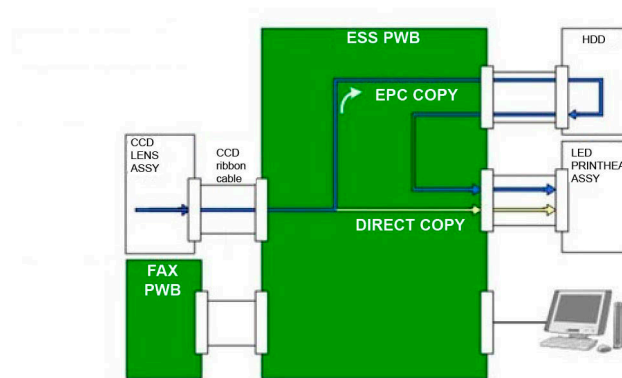 ESS PWB
HDD
EPC COPY
CCD
LENS
ASSY
CCD
ribbon
cable
LED
PRINTHEA
ASSY
DIRECT COPY
FAX
PWB